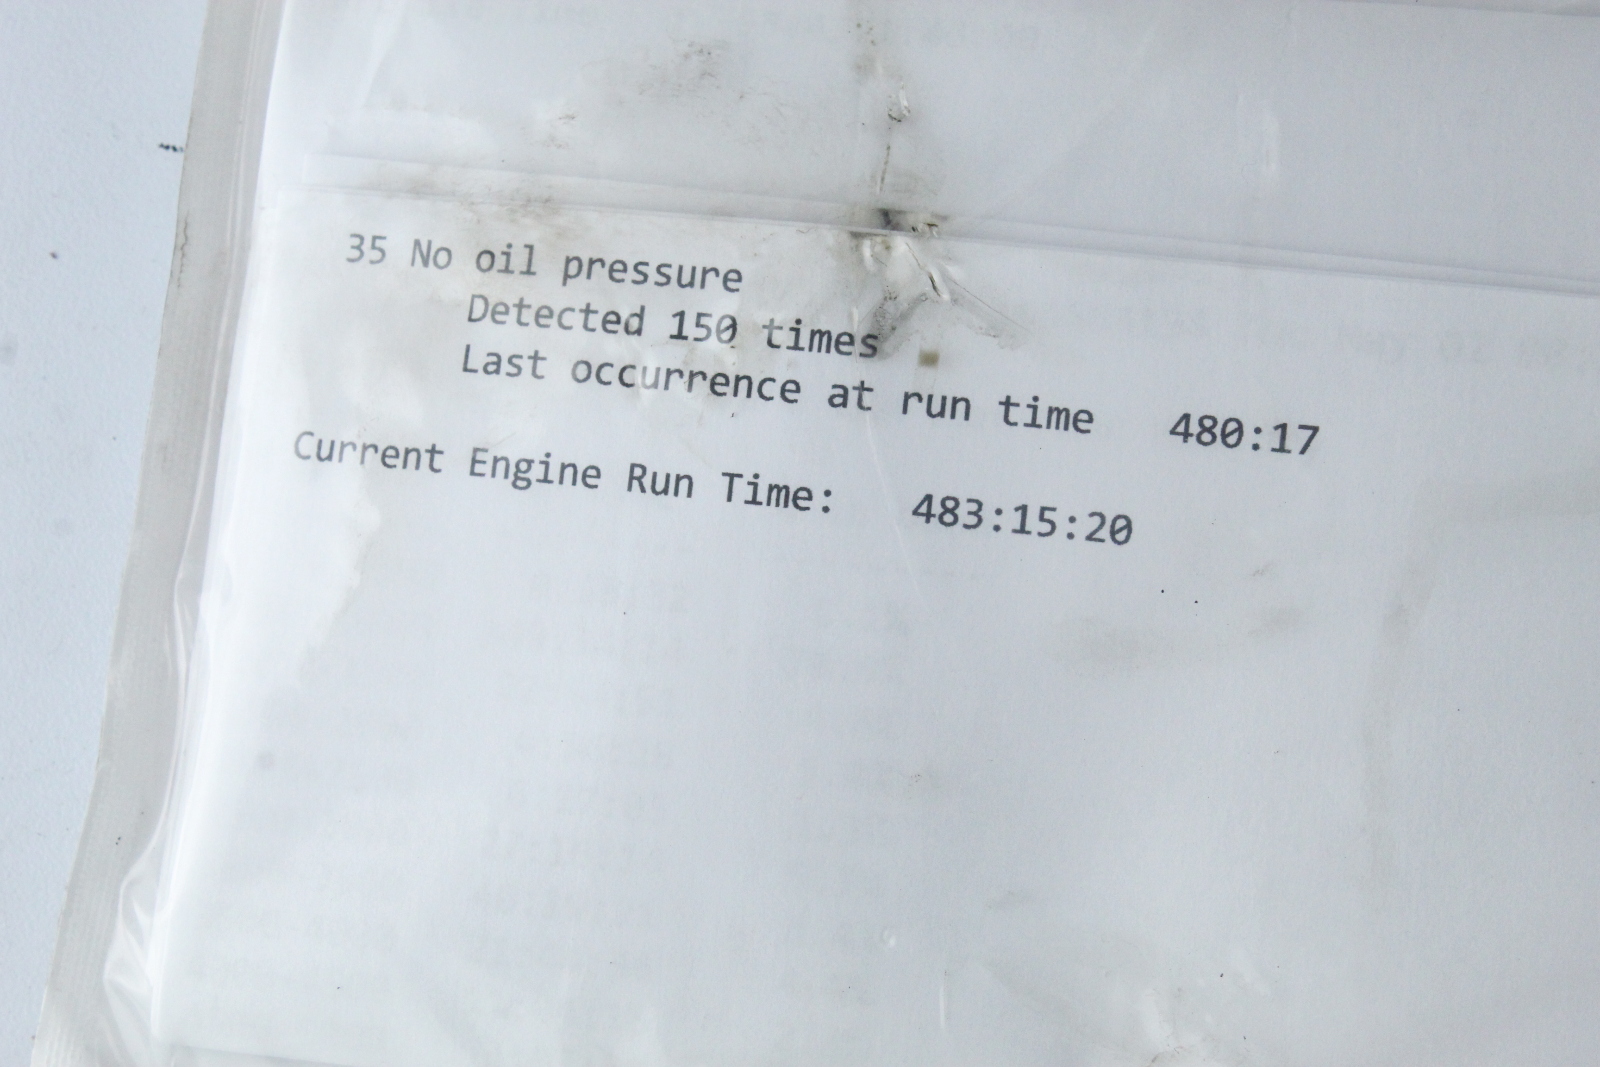 35 No oil pressure
Detected 150 times
Last occurrence at run time 480:17
Current Engine Run Time: 483:15:20